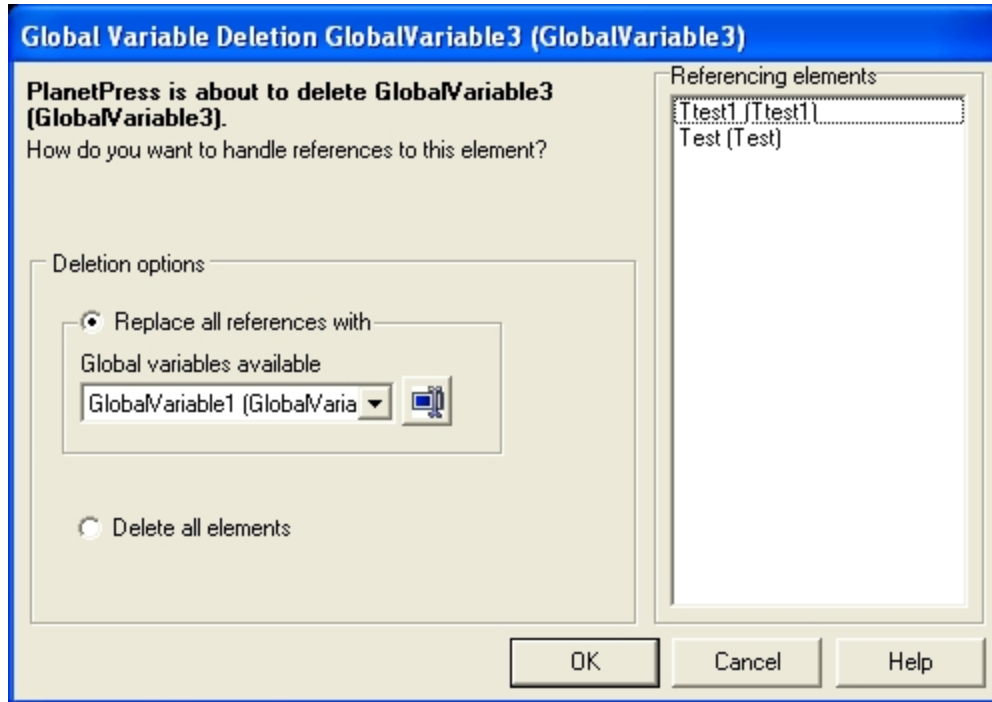 Global Variable Deletion GlobalVariable3 (GlobalVariable3)
PlanetPress is about to delete GlobalVariable3
(GlobalVariable3).
How do you want to handle references to this element?
Deletion options
Replace all references with
Global variables available
GlobalVariable1 (GlobalVaria
Delete all elements
Referencing elements
Ttest1 (Ttest1)
Test (Test)
OK
Cancel
Help